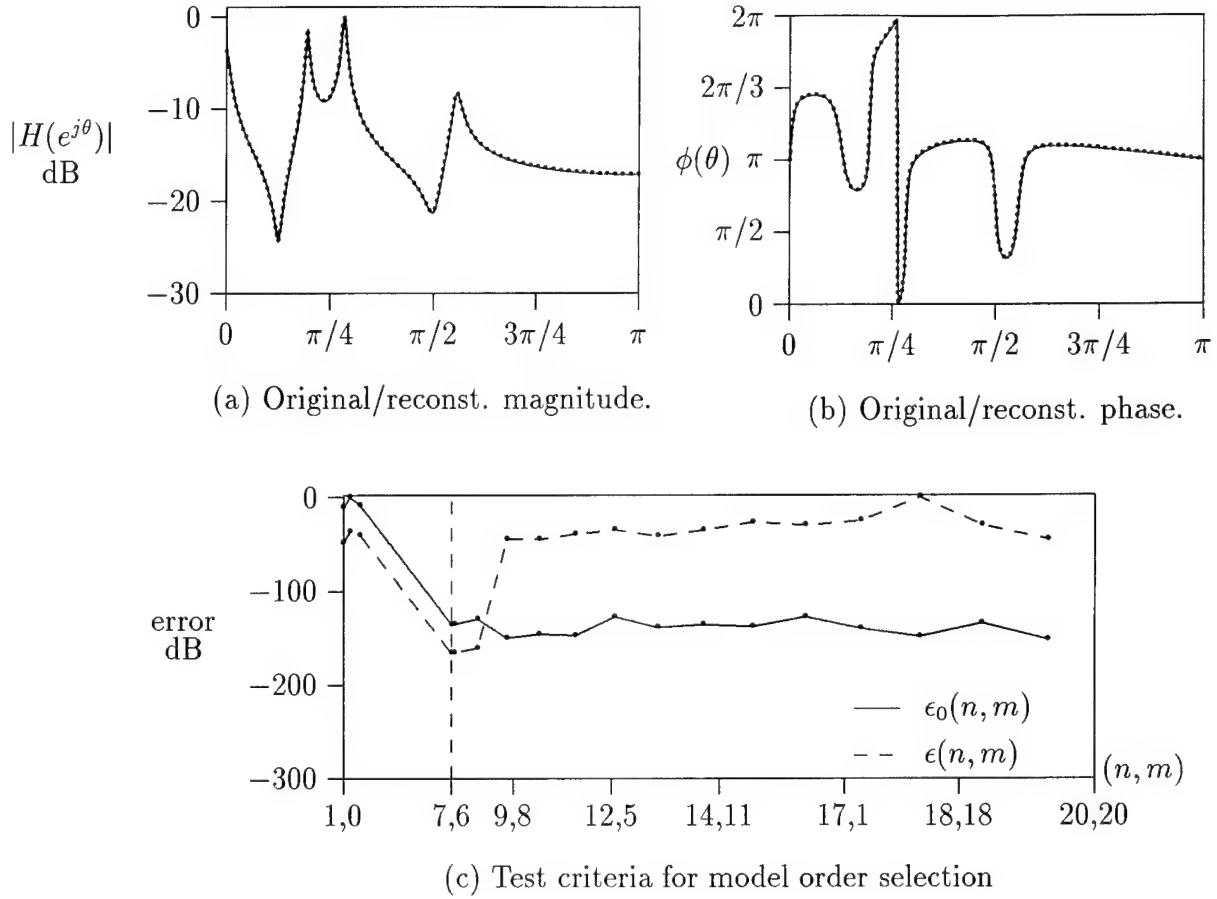 0
−10
−20
−30
|H(e^{jθ})|
dB
0
π/4
π/2
3π/4
π
(a) Original/reconst. magnitude.
2π
2π/3
ϕ(θ) π
π/2
0
0
π/4
π/2
3π/4
π
(b) Original/reconst. phase.
0
−100
error
dB
−200
−300
ϵ₀(n, m)
ϵ(n, m)
(n, m)
1,0
7,6
9,8
12,5
14,11
17,1
18,18
20,20
(c) Test criteria for model order selection